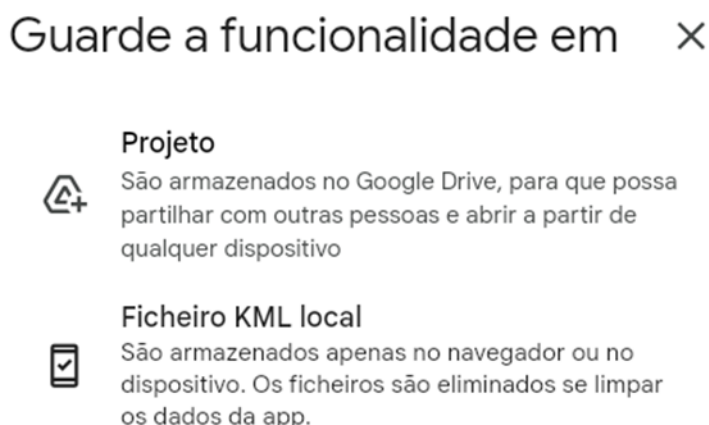 Guarde a funcionalidade em
Projeto
São armazenados no Google Drive, para que possa
partilhar com outras pessoas e abrir a partir de
qualquer dispositivo
Ficheiro KML local
São armazenados apenas no navegador ou no
dispositivo. Os ficheiros são eliminados se limpar
os dados da app.